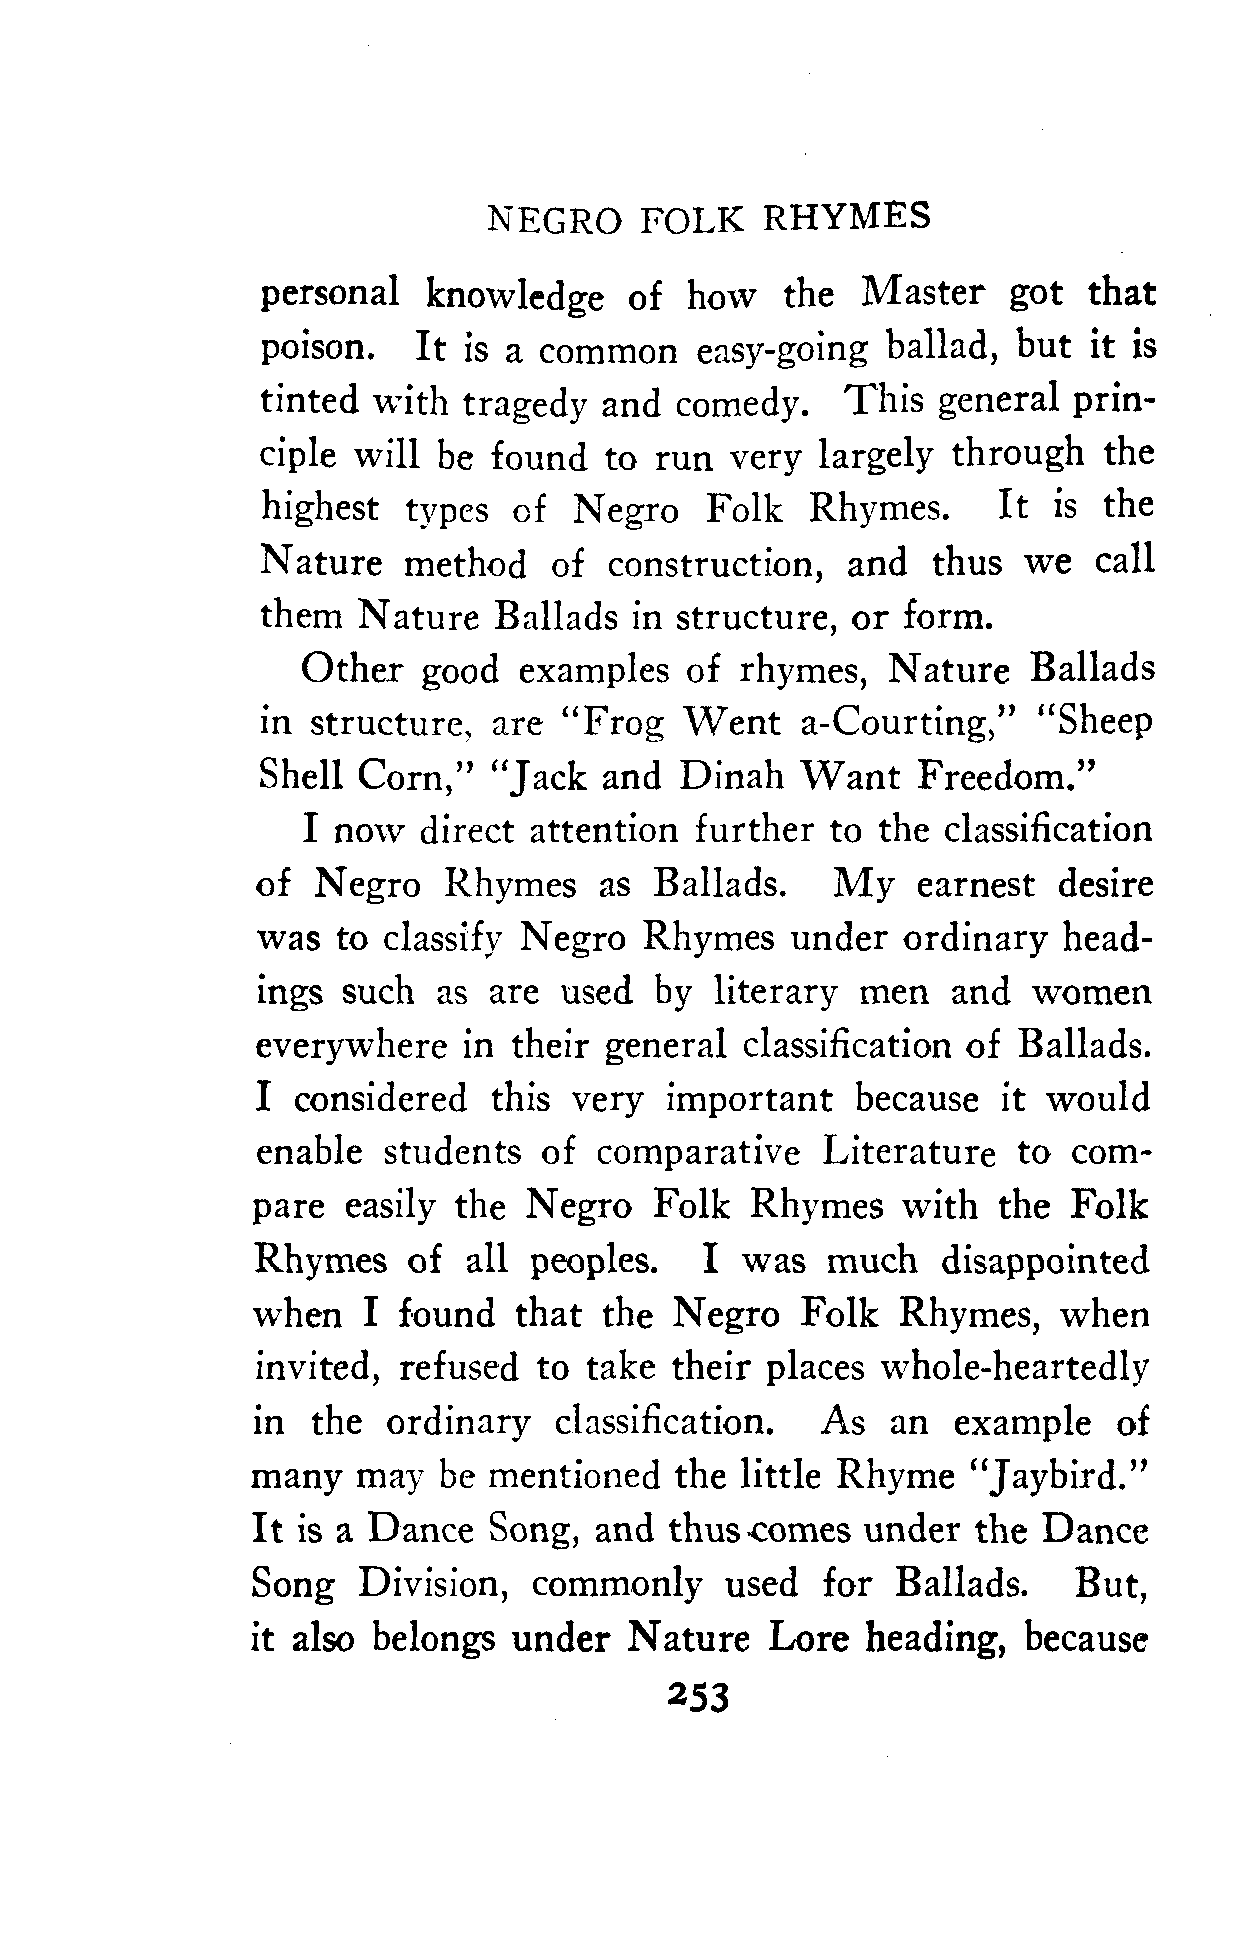 NEGRO FOLK RHYMES
personal knowledge of how the Master got that
poison. It is a common easy-going ballad, but it is
tinted with tragedy and comedy. This general prin-
ciple will be found to run very largely through the
highest types of Negro Folk Rhymes. It is the
Nature method of construction, and thus we call
them Nature Ballads in structure, or form.
Other good examples of rhymes, Nature Ballads
in structure, are “Frog Went a-Courting,” “Sheep
Shell Corn,” “Jack and Dinah Want Freedom.”
I now direct attention further to the classification
of Negro Rhymes as Ballads. My earnest desire
was to classify Negro Rhymes under ordinary head-
ings such as are used by literary men and women
everywhere in their general classification of Ballads.
I considered this very important because it would
enable students of comparative Literature to com-
pare easily the Negro Folk Rhymes with the Folk
Rhymes of all peoples. I was much disappointed
when I found that the Negro Folk Rhymes, when
invited, refused to take their places whole-heartedly
in the ordinary classification. As an example of
many may be mentioned the little Rhyme “Jaybird.”
It is a Dance Song, and thus comes under the Dance
Song Division, commonly used for Ballads. But,
it also belongs under Nature Lore heading, because
253